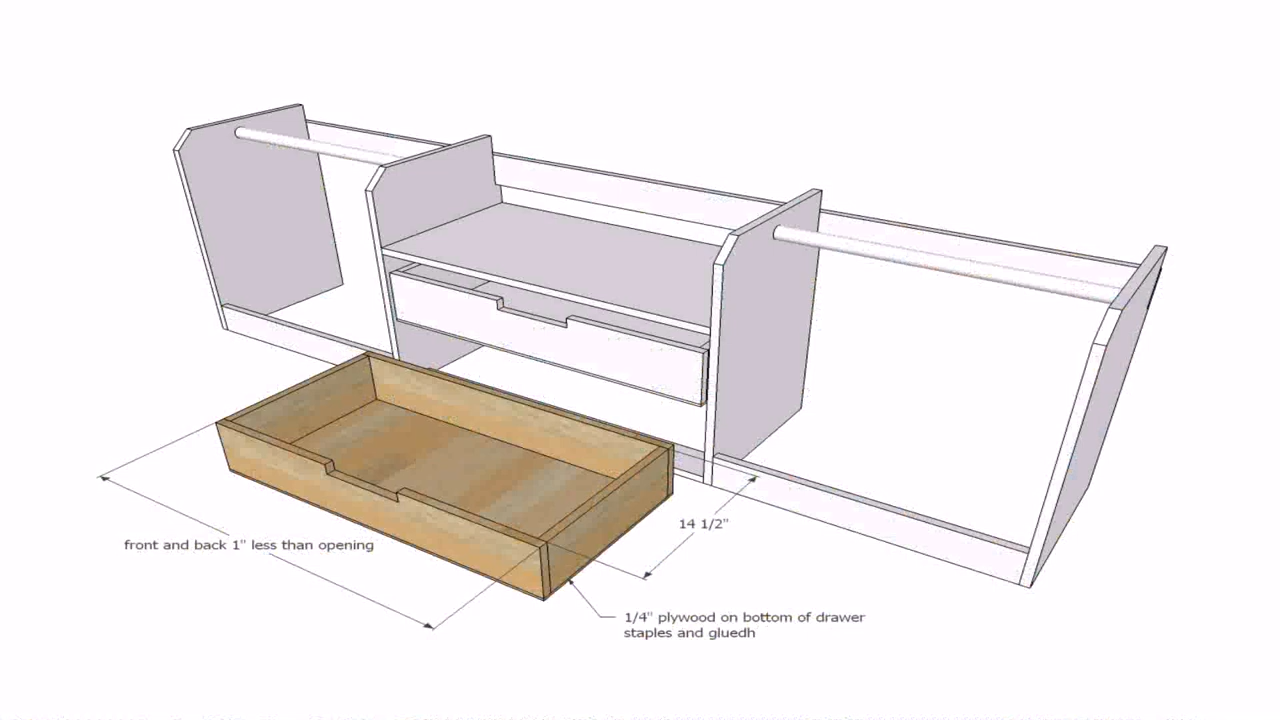 14 1/2"
front and back 1" less than opening
1/4" plywood on bottom of drawer
staples and gluedh